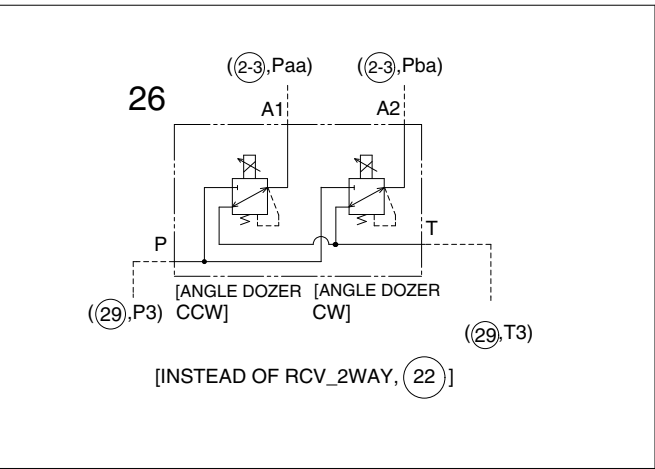 (2-3,Paa) (2-3,Pba)
26
A1 A2
P T
[ANGLE DOZER CCW] [ANGLE DOZER CW]
(29,P3) (29,T3)
[INSTEAD OF RCV_2WAY, 22]